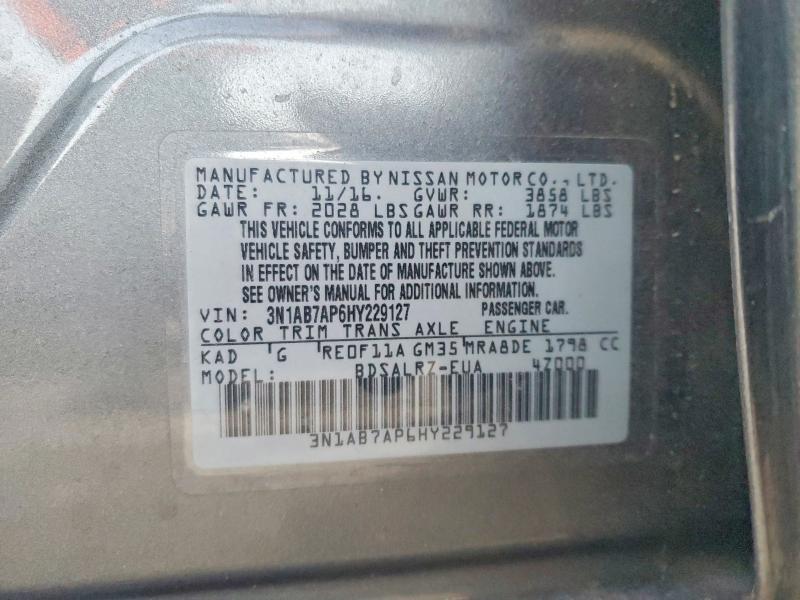 MANUFACTURED BY NISSAN MOTOR CO., LTD.
DATE: 11/16. GVWR: 3858 LBS
GAWR FR: 2028 LBS GAWR RR: 1874 LBS
THIS VEHICLE CONFORMS TO ALL APPLICABLE FEDERAL MOTOR
VEHICLE SAFETY, BUMPER AND THEFT PREVENTION STANDARDS
IN EFFECT ON THE DATE OF MANUFACTURE SHOWN ABOVE.
SEE OWNER'S MANUAL FOR ADDITIONAL INFORMATION.
VIN: 3N1AB7AP6HY229127 PASSENGER CAR.
COLOR TRIM TRANS AXLE ENGINE
KAD G RE0F11A GM35 MRA8DE 1798 CC
MODEL: BDSALRZ-EUA 4Z000
3N1AB7AP6HY229127